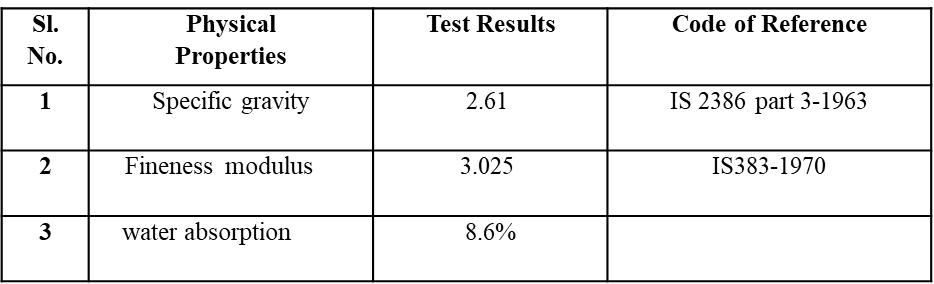 Sl. No. Physical Properties Test Results Code of Reference
1 Specific gravity 2.61 IS 2386 part 3-1963
2 Fineness modulus 3.025 IS383-1970
3 water absorption 8.6%